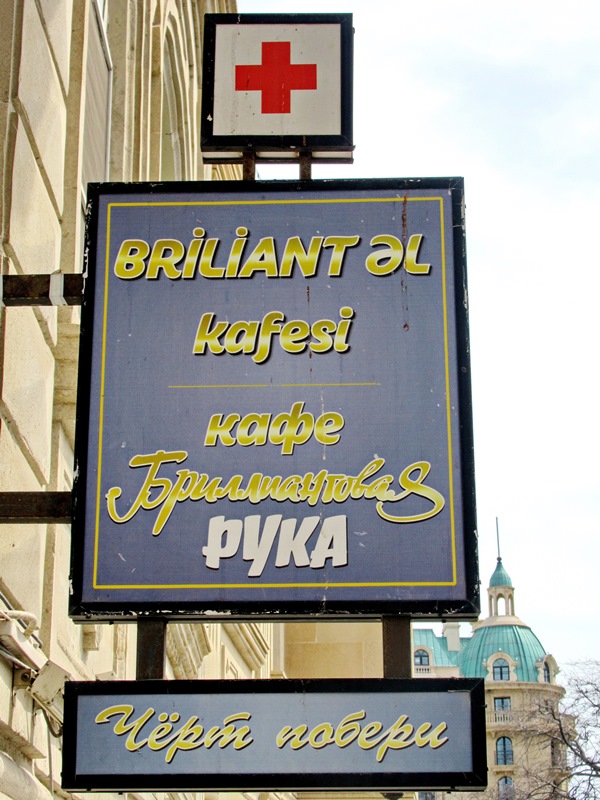 BRİLİANT ƏL
kafesi
кафе
Бриллиантовая
РУКА
Чёрт побери